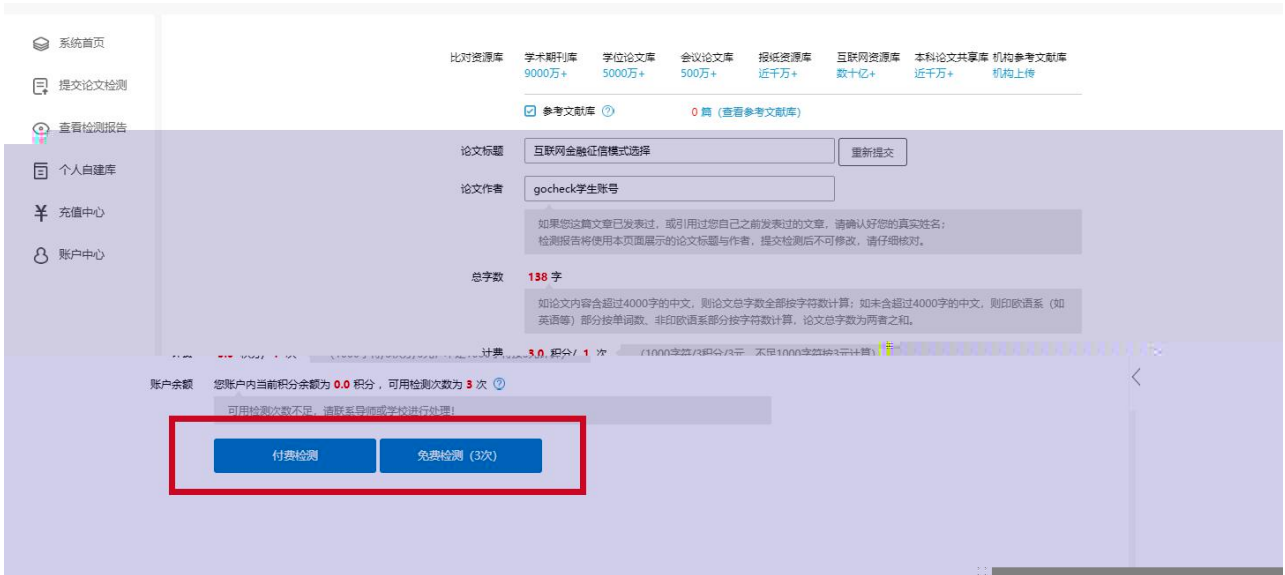 系统首页
提交论文检测
查看检测报告
个人自建库
充值中心
账户中心
比对资源库 学术期刊库 学位论文库 会议论文库 报纸资源库 互联网资源库 本科论文共享库 机构参考文献库
9000万+ 5000万+ 500万+ 近千万+ 数十亿+ 近千万+ 机构上传
参考文献库 0 篇 (查看参考文献库)
论文标题 互联网金融征信模式选择 重新提交
论文作者 gocheck学生账号
如果您这篇文章已发表过，或引用过您自己之前发表过的文章，请确认好您的真实姓名；
检测报告将使用本页面展示的论文标题与作者，提交检测后不可修改，请仔细核对。
总字数 138 字
如论文内容含超过4000字的中文，则论文总字数全部按字符数计算；如未含超过4000字的中文，则印欧语系（如
英语等）部分按单词数、非印欧语系部分按字符数计算，论文总字数为两者之和。
计费 3.0 积分/ 1 次 (1000字符/3积分/3元，不足1000字符按3元计算)
账户余额 您账户内当前积分余额为 0.0 积分，可用检测次数为 3 次
可用检测次数不足，请联系导师或学校进行处理！
付费检测 免费检测 (3次)